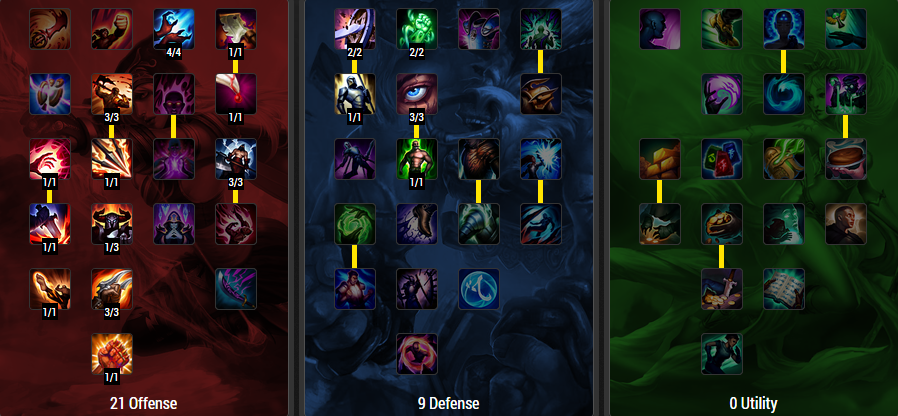 4/4 1/1 2/2 2/2
3/3 1/1 1/1 3/3
1/1 1/1 3/3 1/1
1/1 1/3
1/1 3/3
1/1
21 Offense 9 Defense 0 Utility